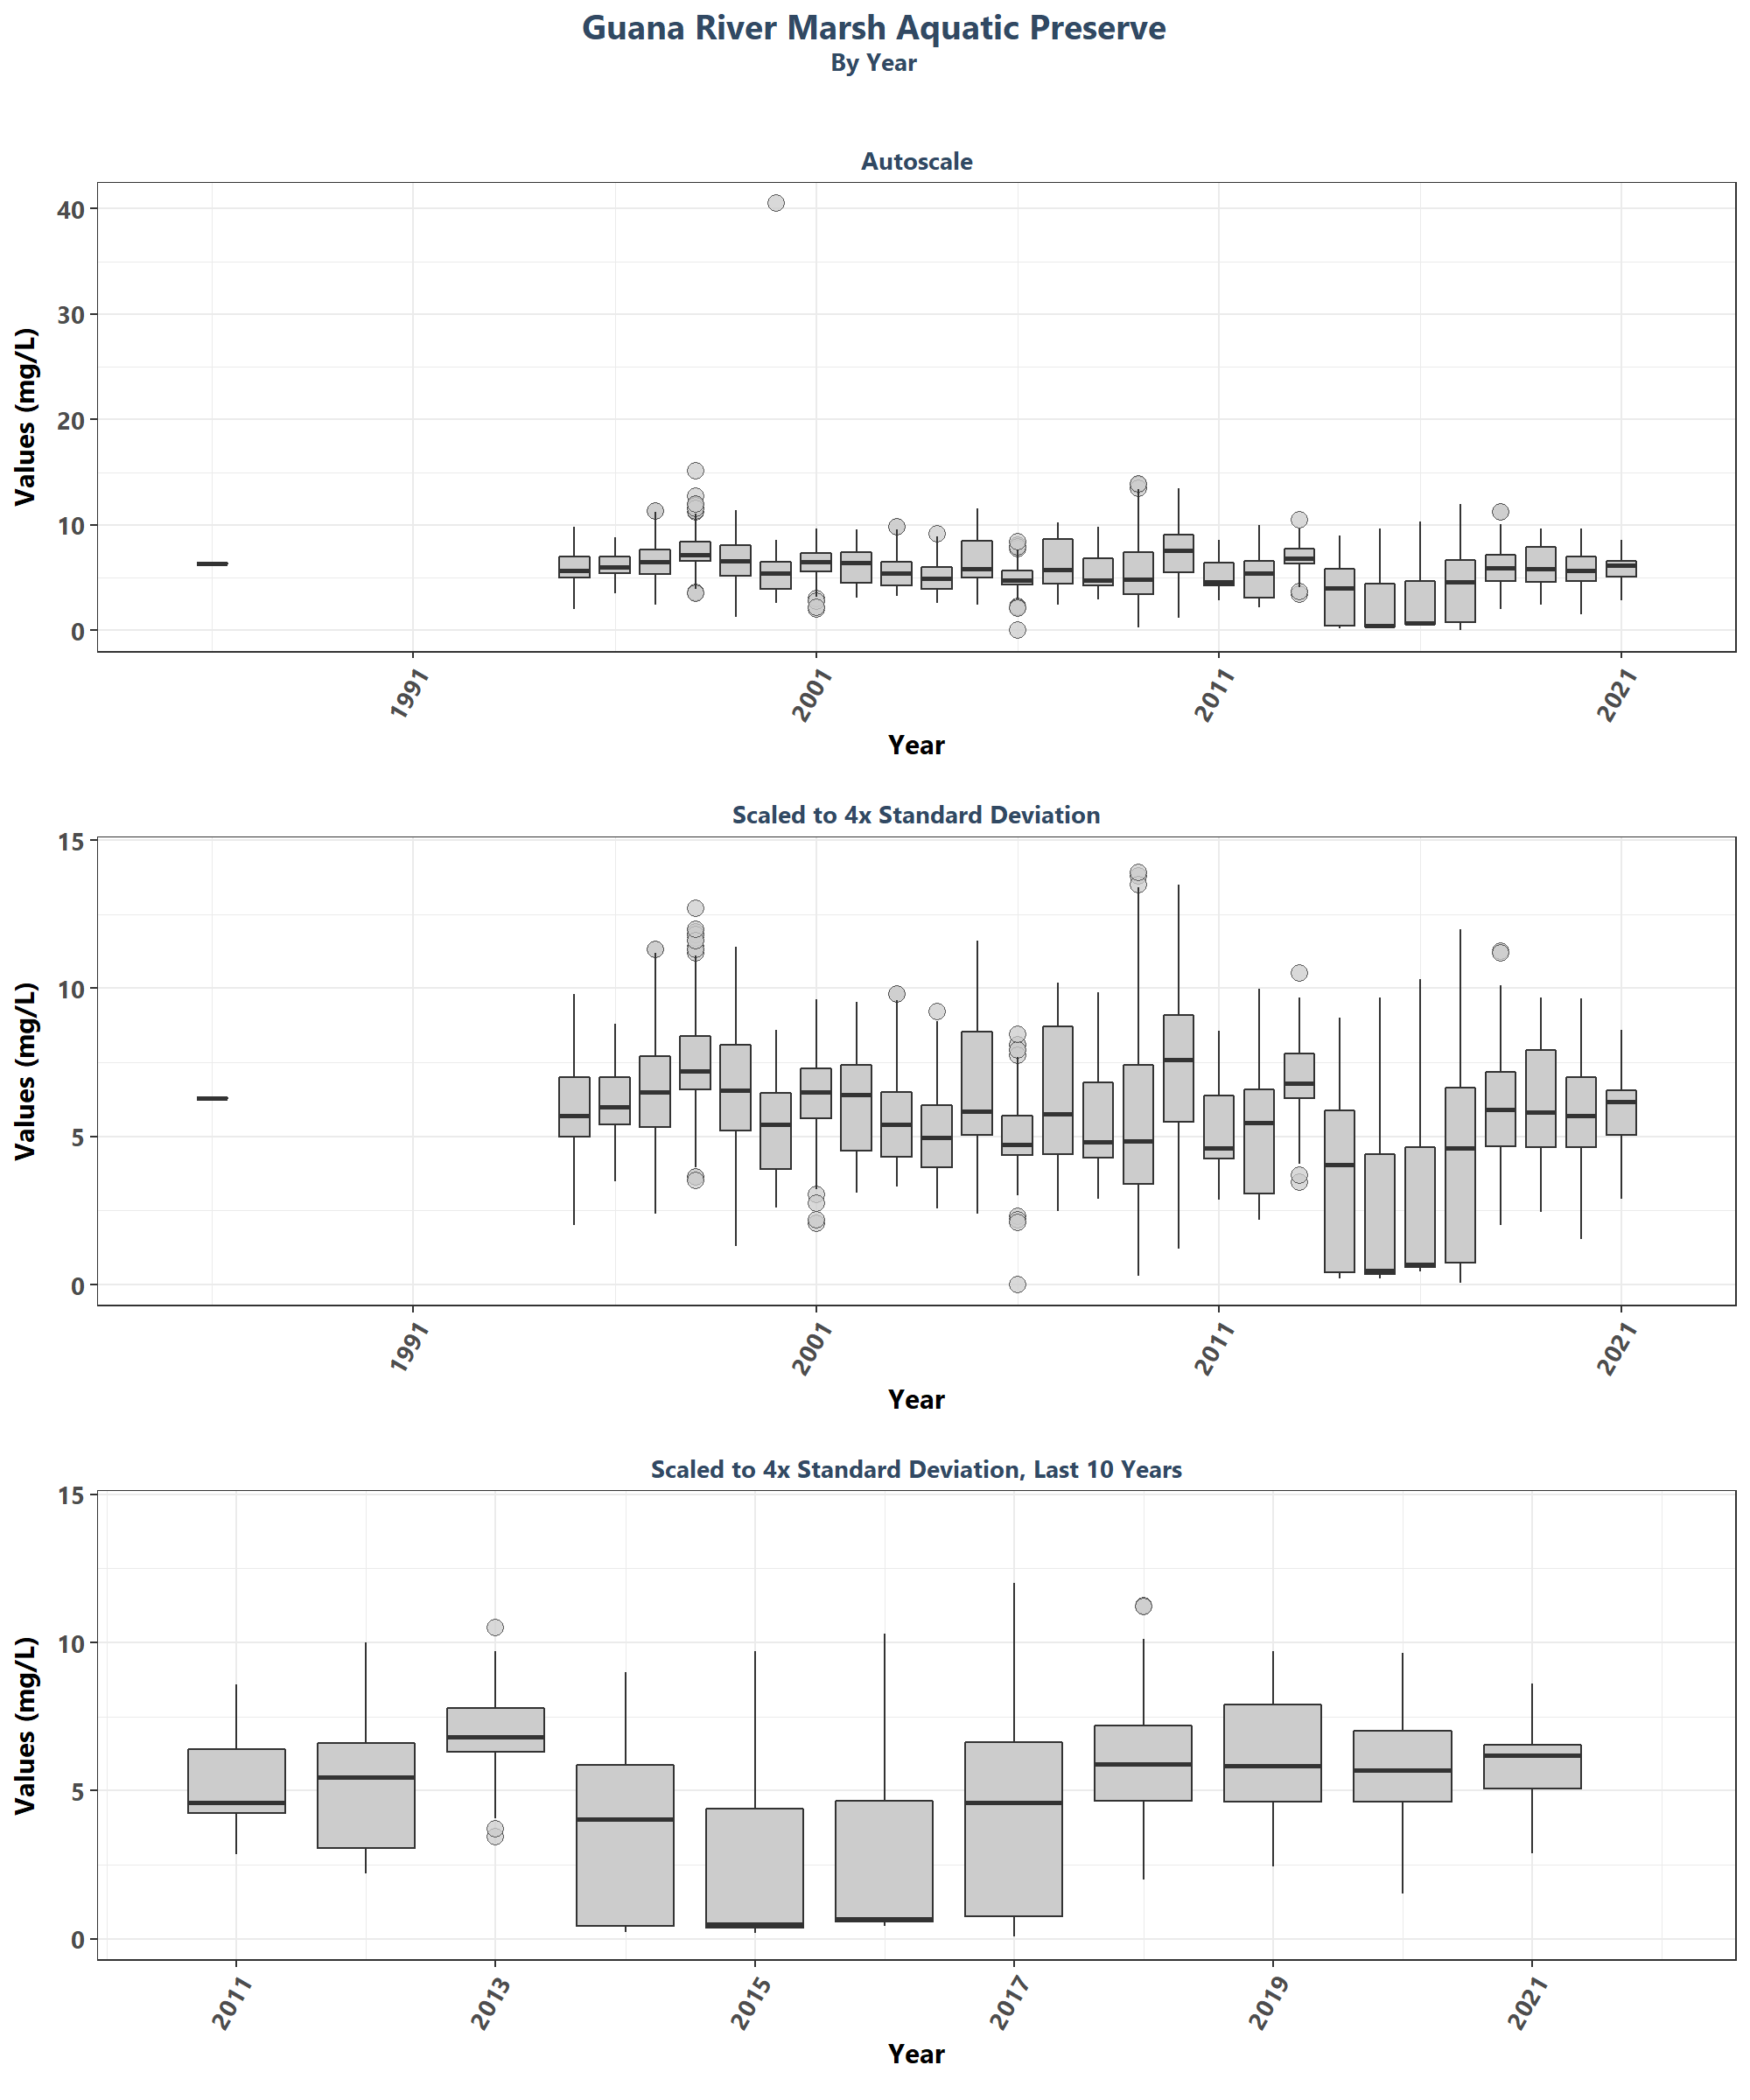 Guana River Marsh Aquatic Preserve
By Year
Autoscale
Values (mg/L)
40
30
20
10
0
1991 2001 2011 2021
Year
Scaled to 4x Standard Deviation
Values (mg/L)
15
10
5
0
1991 2001 2011 2021
Year
Scaled to 4x Standard Deviation, Last 10 Years
Values (mg/L)
15
10
5
0
2011 2013 2015 2017 2019 2021
Year